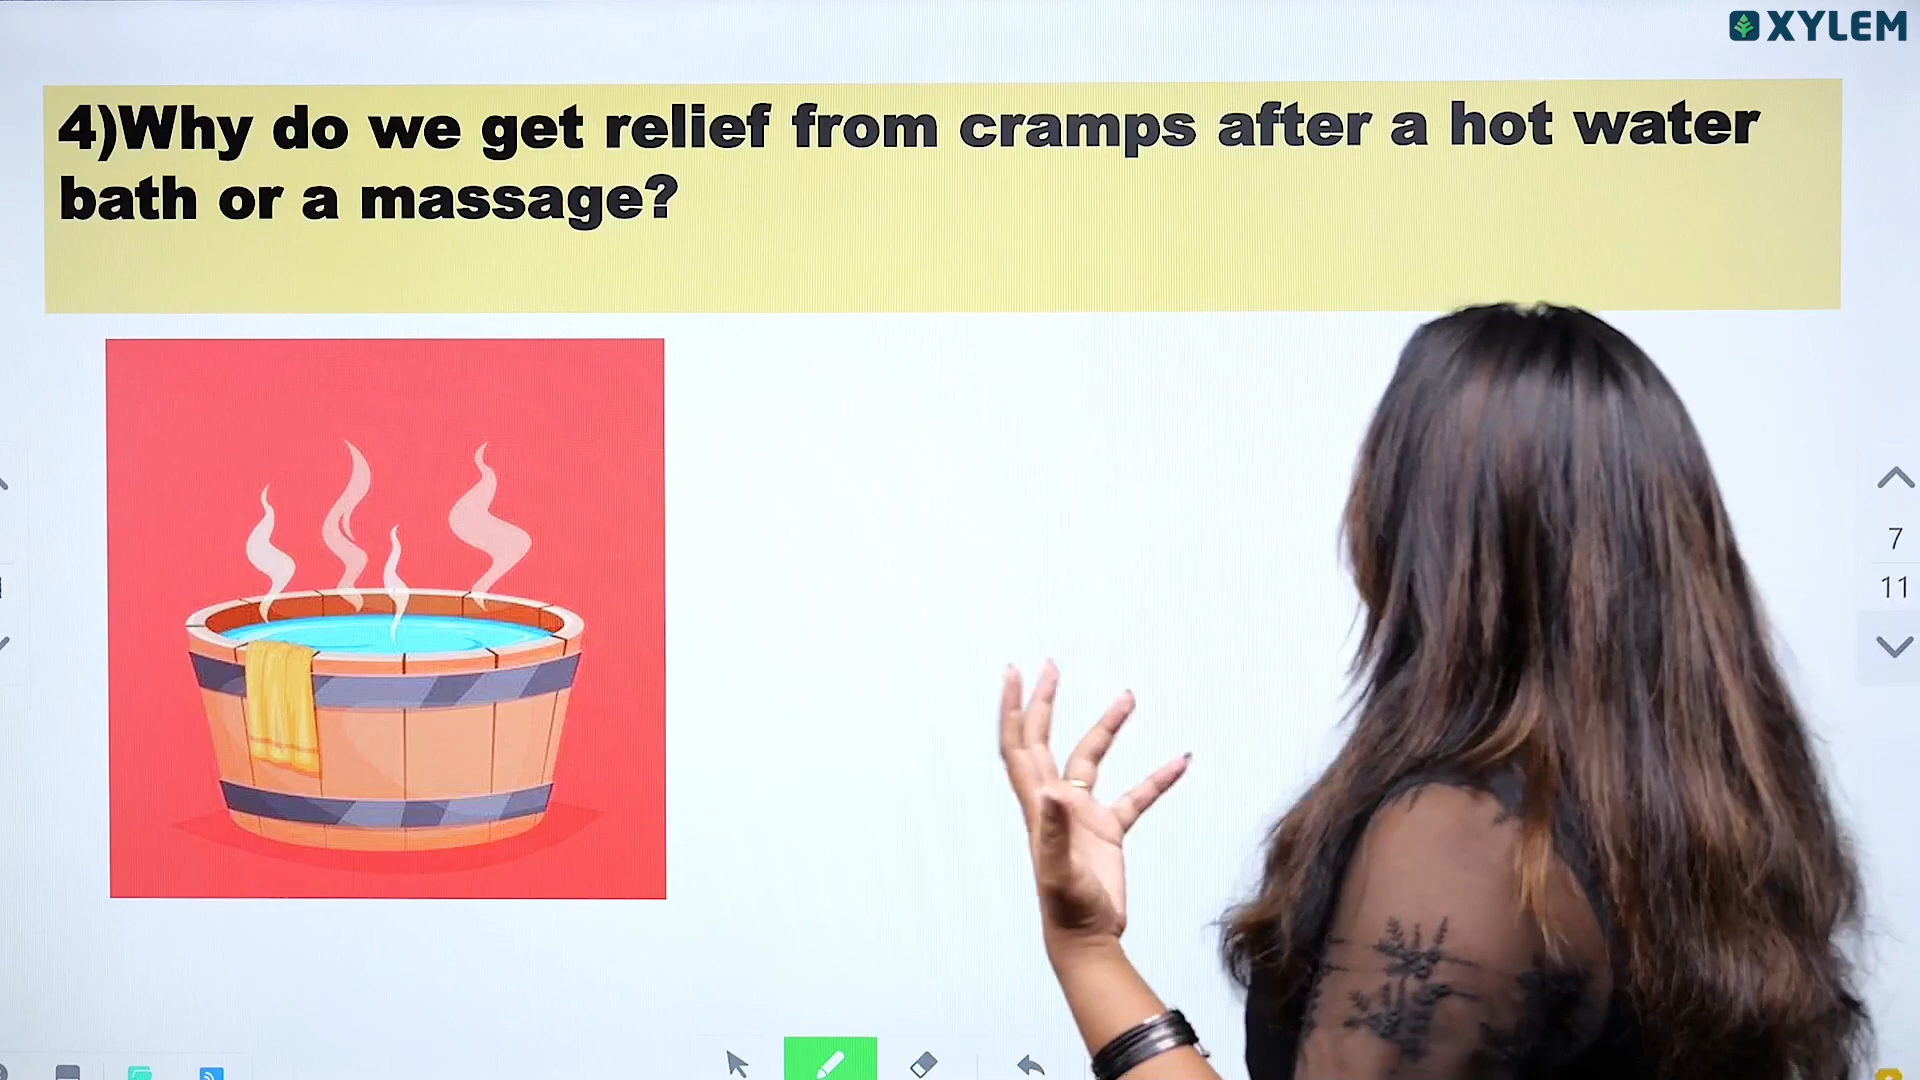 XYLEM
4)Why do we get relief from cramps after a hot water
bath or a massage?
7
11